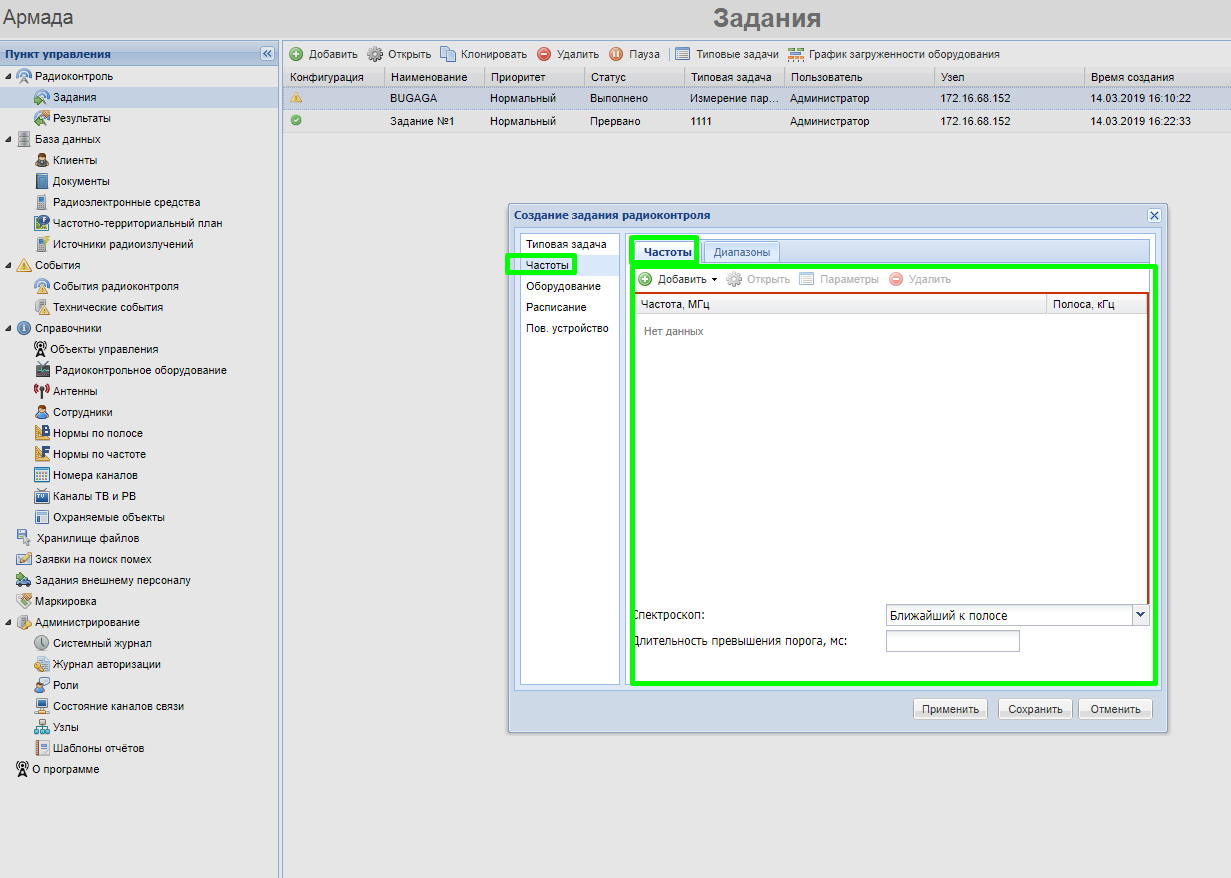 Армада
Задания
Пункт управления
Радиоконтроль
Задания
Результаты
База данных
Клиенты
Документы
Радиоэлектронные средства
Частотно-территориальный план
Источники радиоизлучений
События
События радиоконтроля
Технические события
Справочники
Объекты управления
Радиоконтрольное оборудование
Антенны
Сотрудники
Нормы по полосе
Нормы по частоте
Номера каналов
Каналы ТВ и РВ
Охраняемые объекты
Хранилище файлов
Заявки на поиск помех
Задания внешнему персоналу
Маркировка
Администрирование
Системный журнал
Журнал авторизации
Роли
Состояние каналов связи
Узлы
Шаблоны отчётов
О программе
Добавить Открыть Клонировать Удалить Пауза Типовые задачи График загруженности оборудования
Конфигурация Наименование Приоритет Статус Типовая задача Пользователь Узел Время создания
BUGAGA Нормальный Выполнено Измерение пар... Администратор 172.16.68.152 14.03.2019 16:10:22
Задание №1 Нормальный Прервано 1111 Администратор 172.16.68.152 14.03.2019 16:22:33
Создание задания радиоконтроля
Типовая задача
Частоты
Оборудование
Расписание
Пов. устройство
Частоты Диапазоны
Добавить Открыть Параметры Удалить
Частота, МГц Полоса, кГц
Нет данных
Спектроскоп: Ближайший к полосе
Длительность превышения порога, мс:
Применить Сохранить Отменить